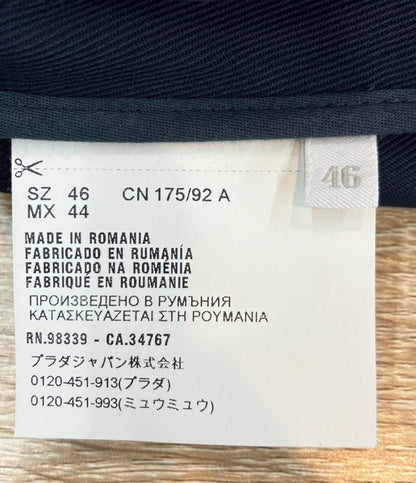 SZ 46 CN 175/92 A
MX 44
46
MADE IN ROMANIA
FABRICADO EN RUMANÍA
FABRICADO NA ROMÉNIA
FABRIQUÉ EN ROUMANIE
ПРОИЗВЕДЕНО В РУМЪНИЯ
ΚΑΤΑΣΚΕΥΑΖΕΤΑΙ ΣΤΗ ΡΟΥΜΑΝΙΑ
RN.98339 - CA.34767
プラダジャパン株式会社
0120-451-913(プラダ)
0120-451-993(ミュウミュウ)